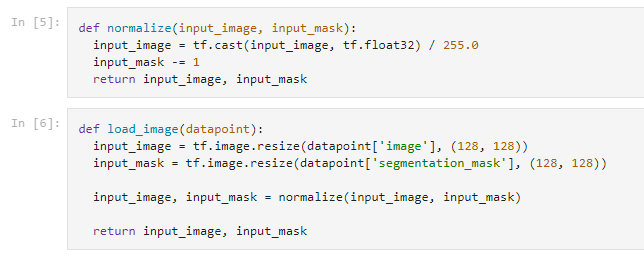 In [5]:
def normalize(input_image, input_mask):
  input_image = tf.cast(input_image, tf.float32) / 255.0
  input_mask -= 1
  return input_image, input_mask
In [6]:
def load_image(datapoint):
  input_image = tf.image.resize(datapoint['image'], (128, 128))
  input_mask = tf.image.resize(datapoint['segmentation_mask'], (128, 128))
  input_image, input_mask = normalize(input_image, input_mask)
  return input_image, input_mask